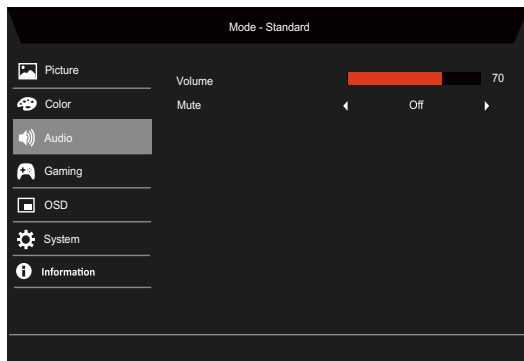 Mode - Standard
Picture
Color
Audio
Gaming
OSD
System
Information
Volume 70
Mute Off